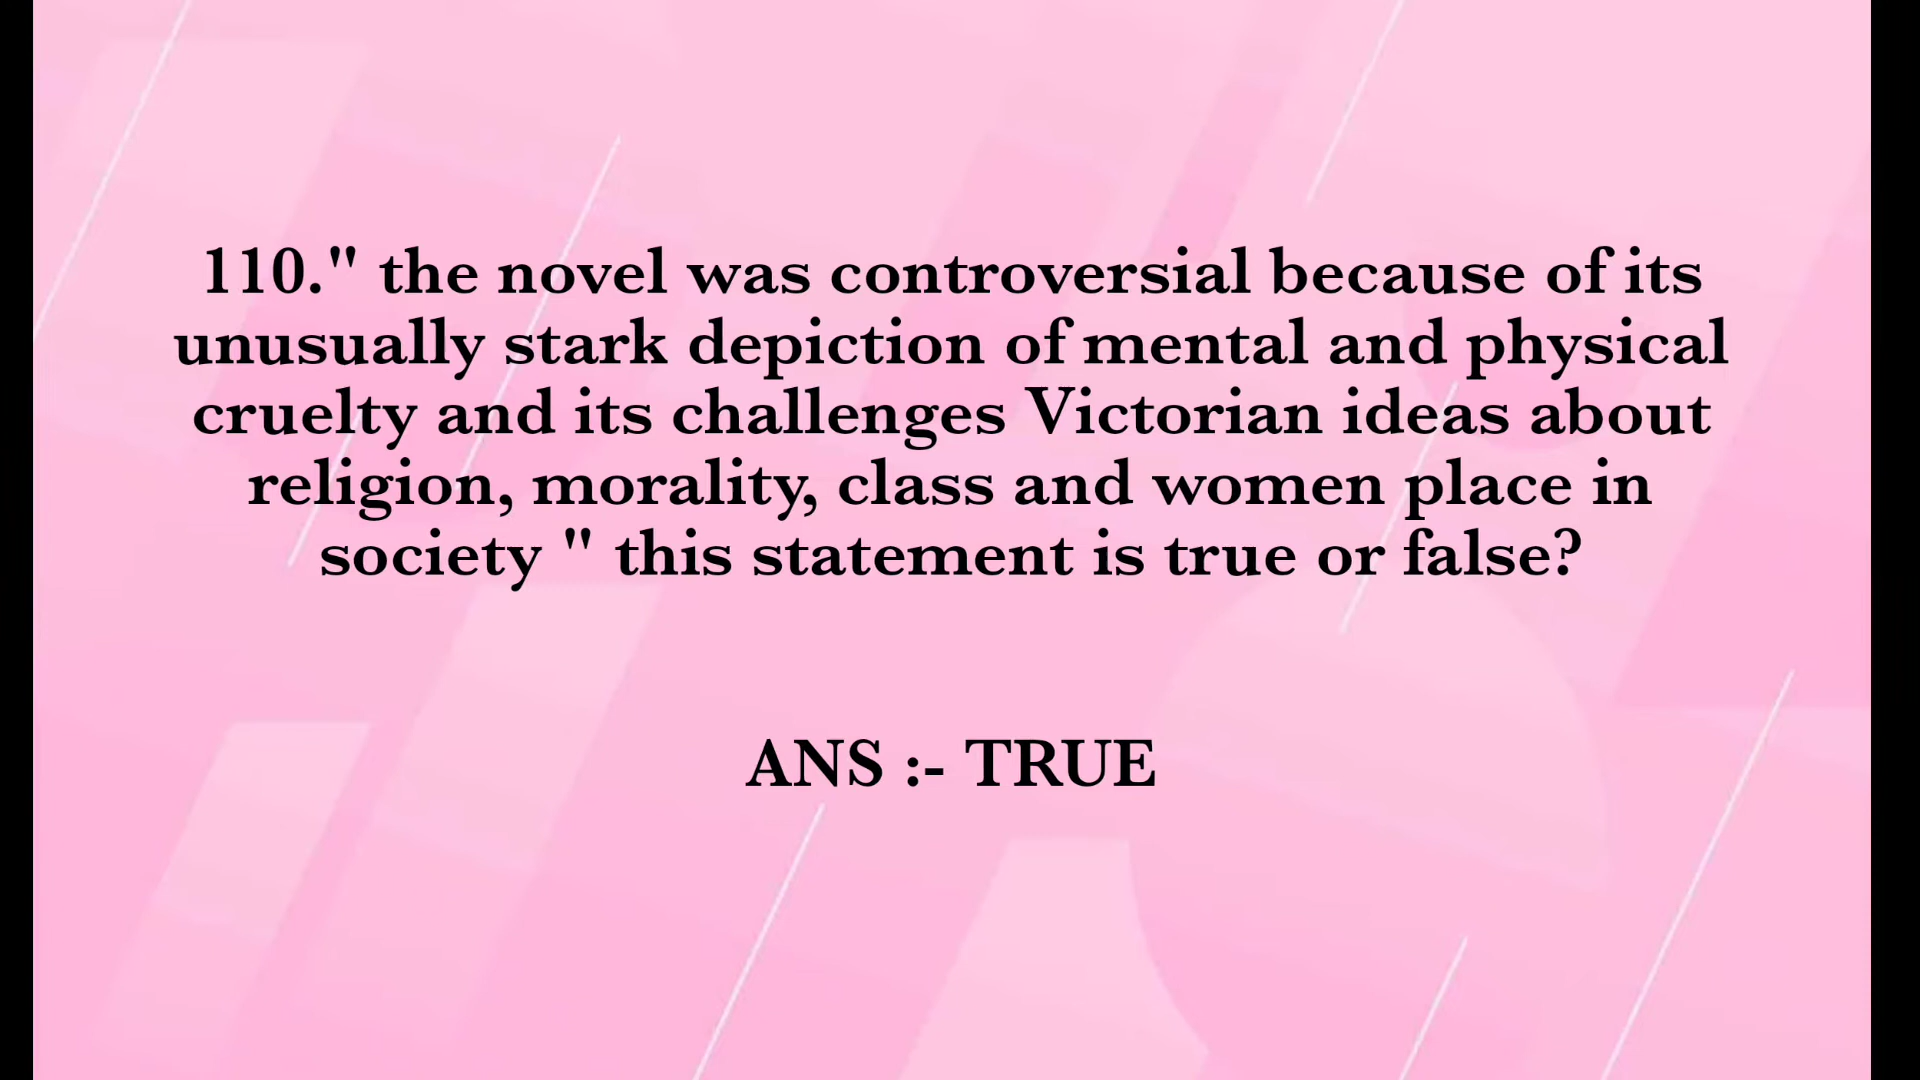 110." the novel was controversial because of its
unusually stark depiction of mental and physical
cruelty and its challenges Victorian ideas about
religion, morality, class and women place in
society " this statement is true or false?
ANS :- TRUE